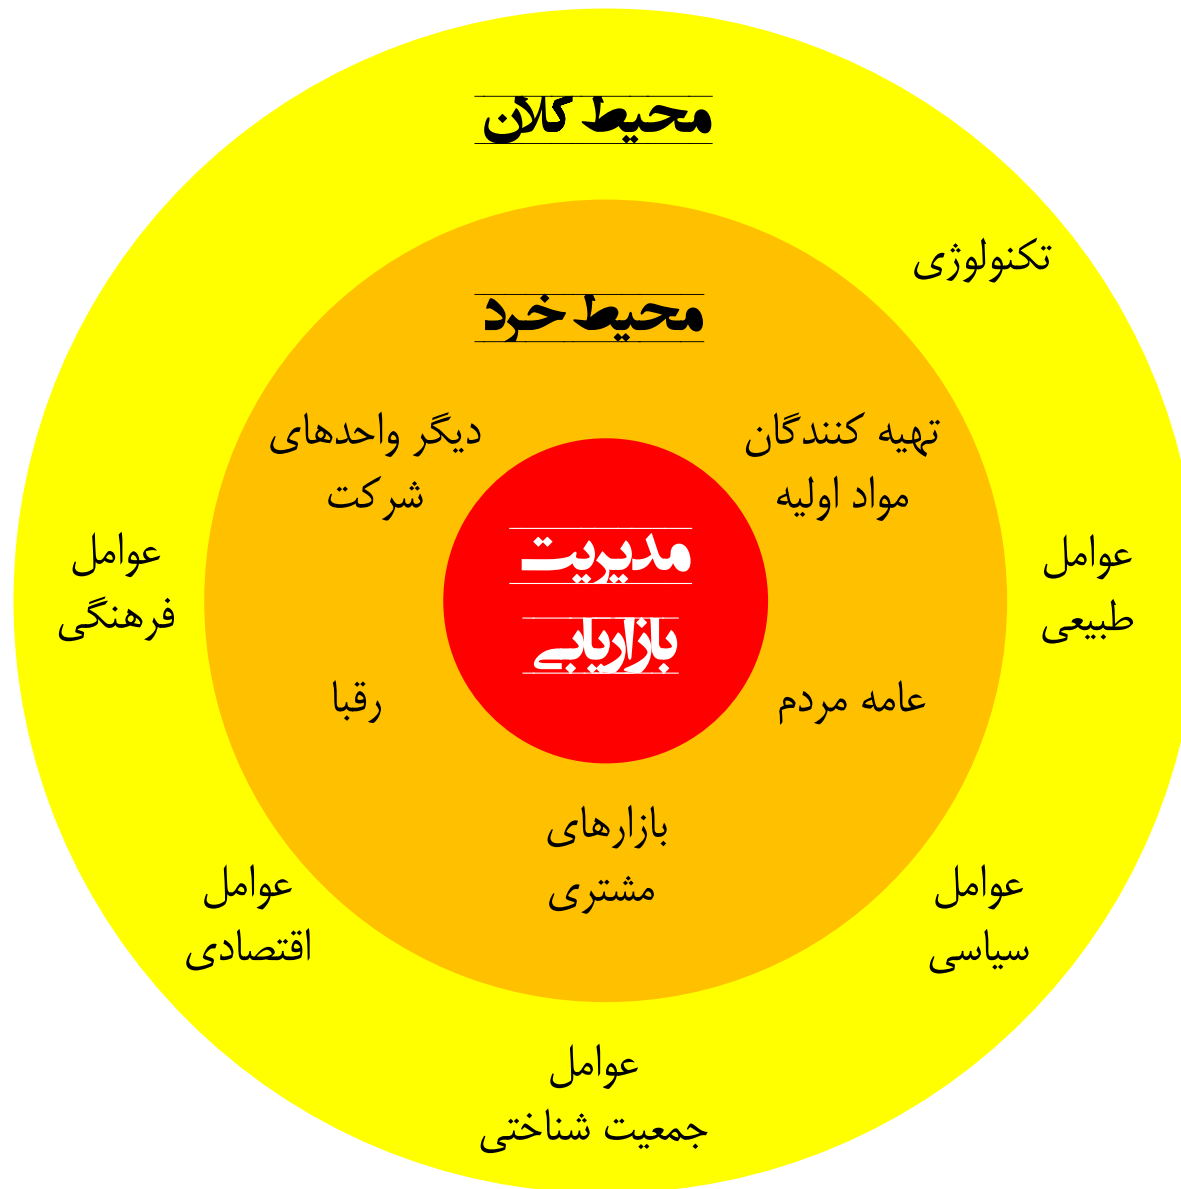 محیط کلان
تکنولوژی
محیط خرد
تهیه کنندگان
مواد اولیه
دیگر واحدهای
شرکت
مدیریت
بازاریابی
عوامل
طبیعی
عوامل
فرهنگی
عامه مردم
رقبا
بازارهای
مشتری
عوامل
سیاسی
عوامل
اقتصادی
عوامل
جمعیت شناختی